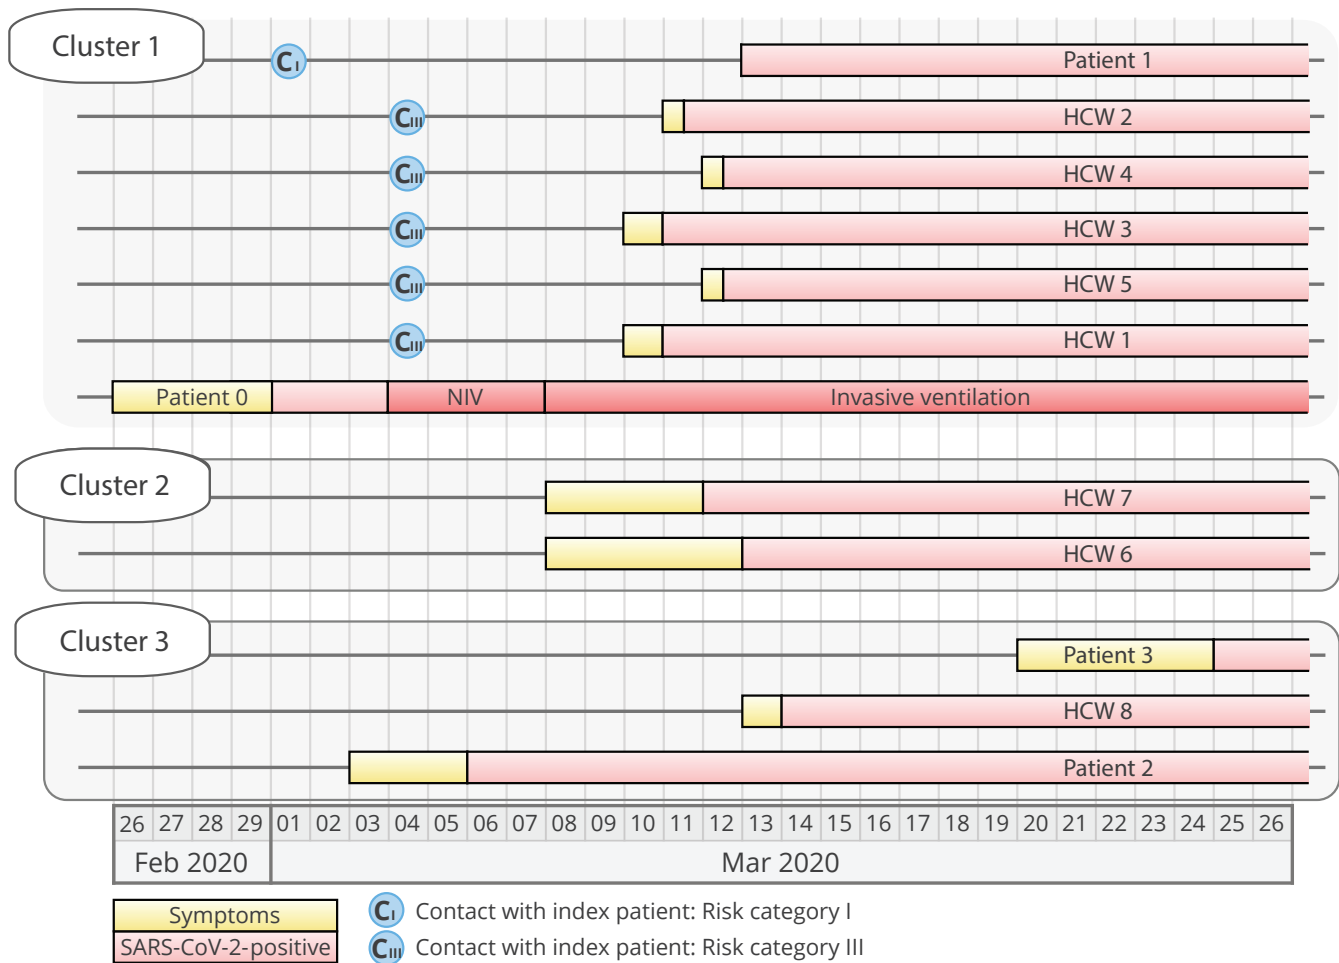 Cluster 1
C I Patient 1
C III HCW 2
C III HCW 4
C III HCW 3
C III HCW 5
C III HCW 1
Patient 0 NIV Invasive ventilation
Cluster 2
HCW 7
HCW 6
Cluster 3
Patient 3
HCW 8
Patient 2
26 27 28 29 01 02 03 04 05 06 07 08 09 10 11 12 13 14 15 16 17 18 19 20 21 22 23 24 25 26
Feb 2020 Mar 2020
Symptoms C I Contact with index patient: Risk category I
SARS-CoV-2-positive C III Contact with index patient: Risk category III